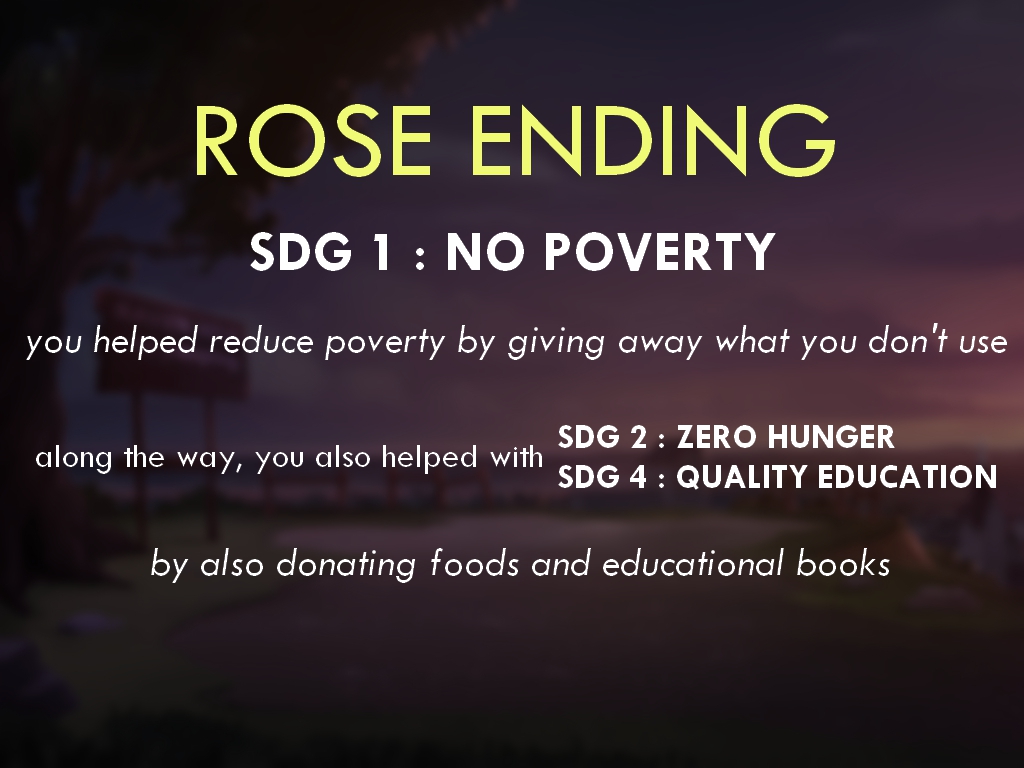 ROSE ENDING
SDG 1 : NO POVERTY
you helped reduce poverty by giving away what you don't use
along the way, you also helped with
SDG 2 : ZERO HUNGER
SDG 4 : QUALITY EDUCATION
by also donating foods and educational books